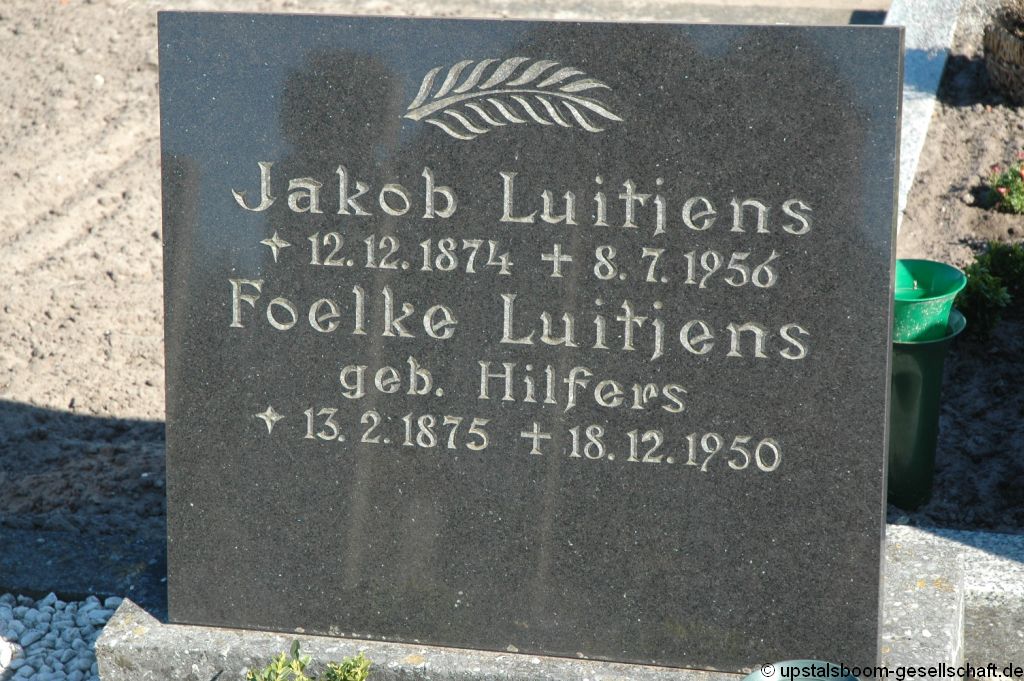 Jakob Luitjens
✧ 12. 12. 1874 ✝ 8. 7. 1956
Foelke Luitjens
geb. Hilfers
✧ 13. 2. 1875 ✝ 18. 12. 1950
© upstalsboom-gesellschaft.de